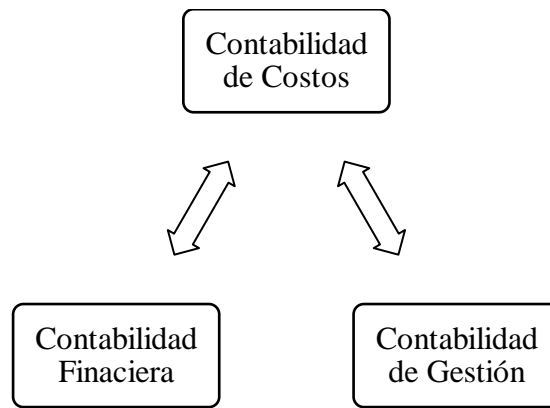 Contabilidad
de Costos
Contabilidad
Finaciera
Contabilidad
de Gestión